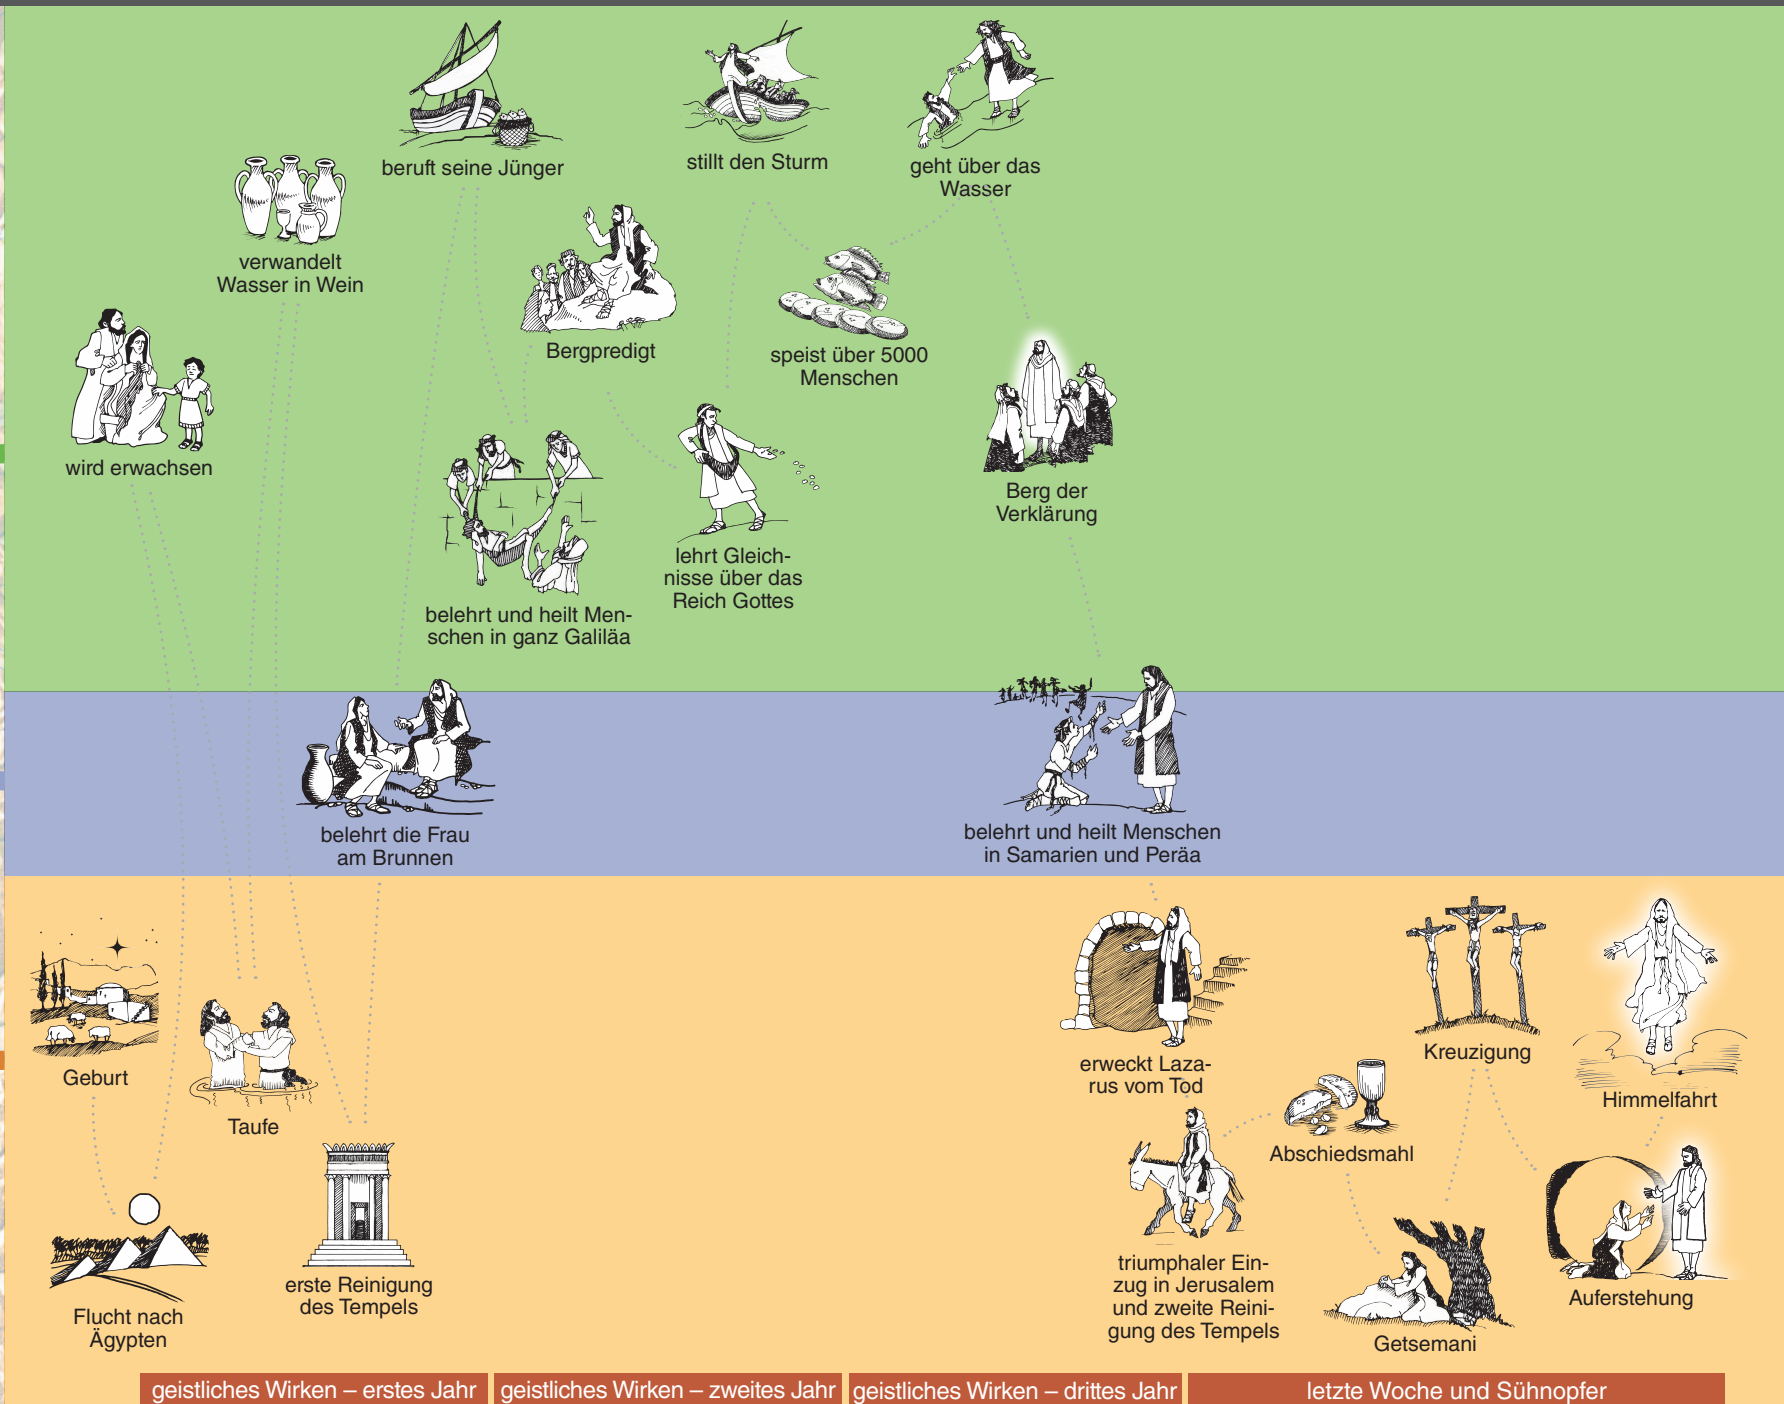 beruft seine Jünger
stillt den Sturm
geht über das
Wasser
verwandelt
Wasser in Wein
Bergpredigt
speist über 5000
Menschen
wird erwachsen
Berg der
Verklärung
lehrt Gleich-
nisse über das
Reich Gottes
belehrt und heilt Men-
schen in ganz Galiläa
belehrt die Frau
am Brunnen
belehrt und heilt Menschen
in Samarien und Peräa
Geburt
Taufe
erweckt Laza-
rus vom Tod
Kreuzigung
Himmelfahrt
Abschiedsmahl
Flucht nach
Ägypten
erste Reinigung
des Tempels
triumphaler Ein-
zug in Jerusalem
und zweite Reini-
gung des Tempels
Getsemani
Auferstehung
geistliches Wirken – erstes Jahr
geistliches Wirken – zweites Jahr
geistliches Wirken – drittes Jahr
letzte Woche und Sühnopfer